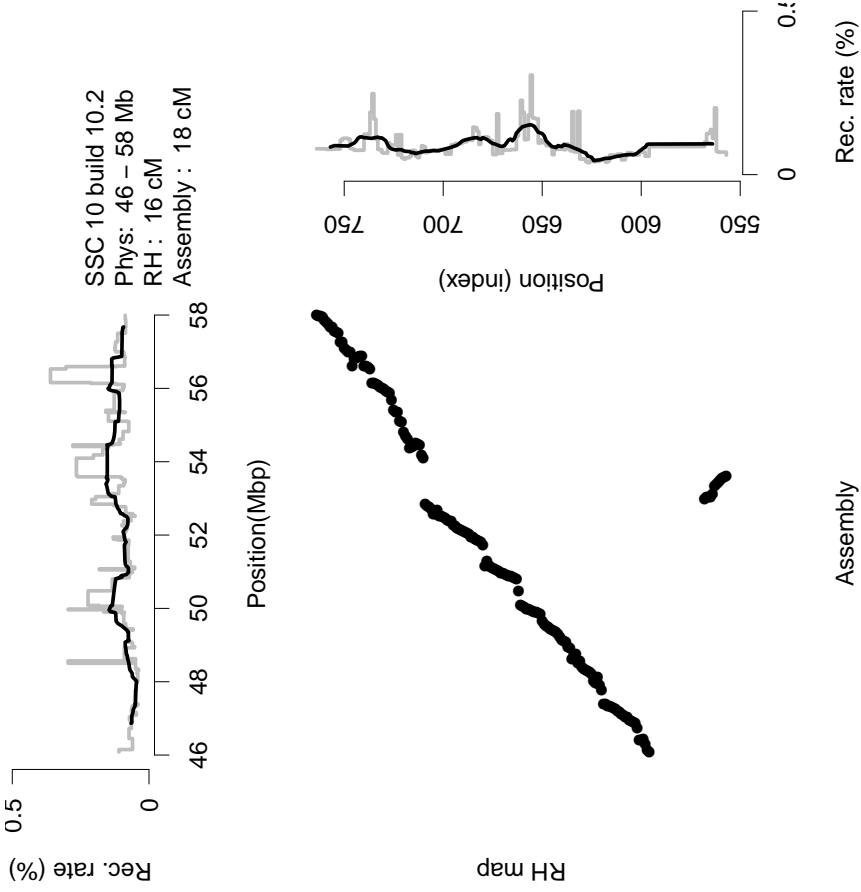 0.5
0
Rec. rate (%)
SSC 10 build 10.2
Phys: 46 – 58 Mb
RH : 16 cM
Assembly : 18 cM
46 48 50 52 54 56 58
Position(Mbp)
750 700 650 600 550
Position (index)
0 0.5
Rec. rate (%)
RH map
Assembly